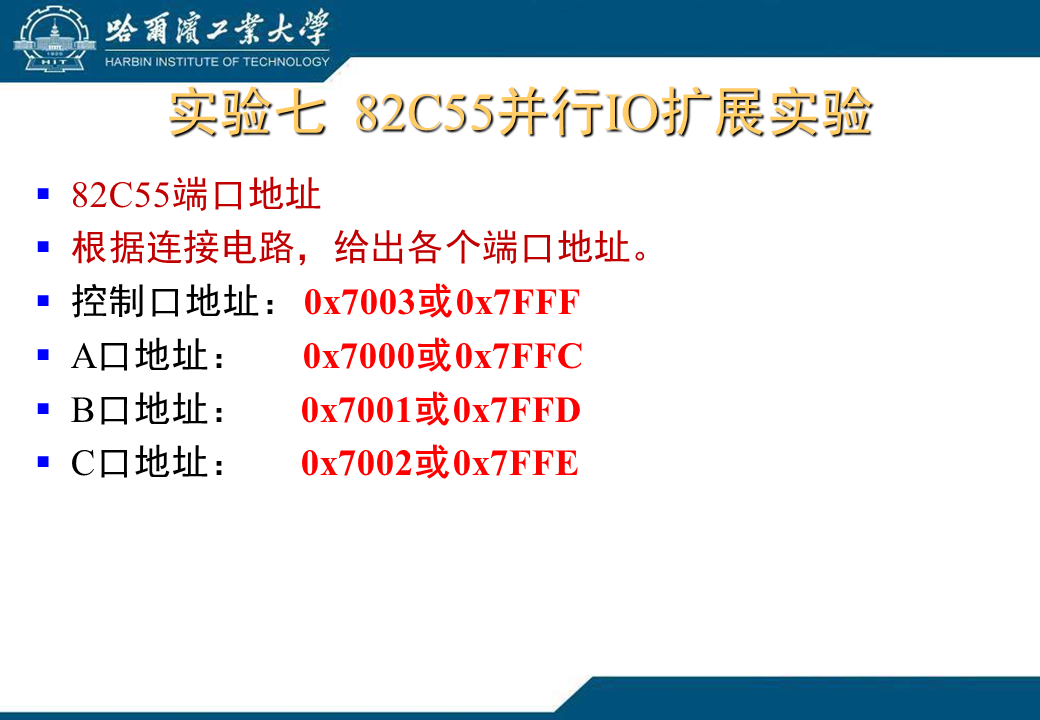 哈爾濱工業大學
HARBIN INSTITUTE OF TECHNOLOGY
HIT
实验七 82C55并行IO扩展实验
82C55端口地址
根据连接电路，给出各个端口地址。
控制口地址：0x7003或0x7FFF
A口地址： 0x7000或0x7FFC
B口地址： 0x7001或0x7FFD
C口地址： 0x7002或0x7FFE